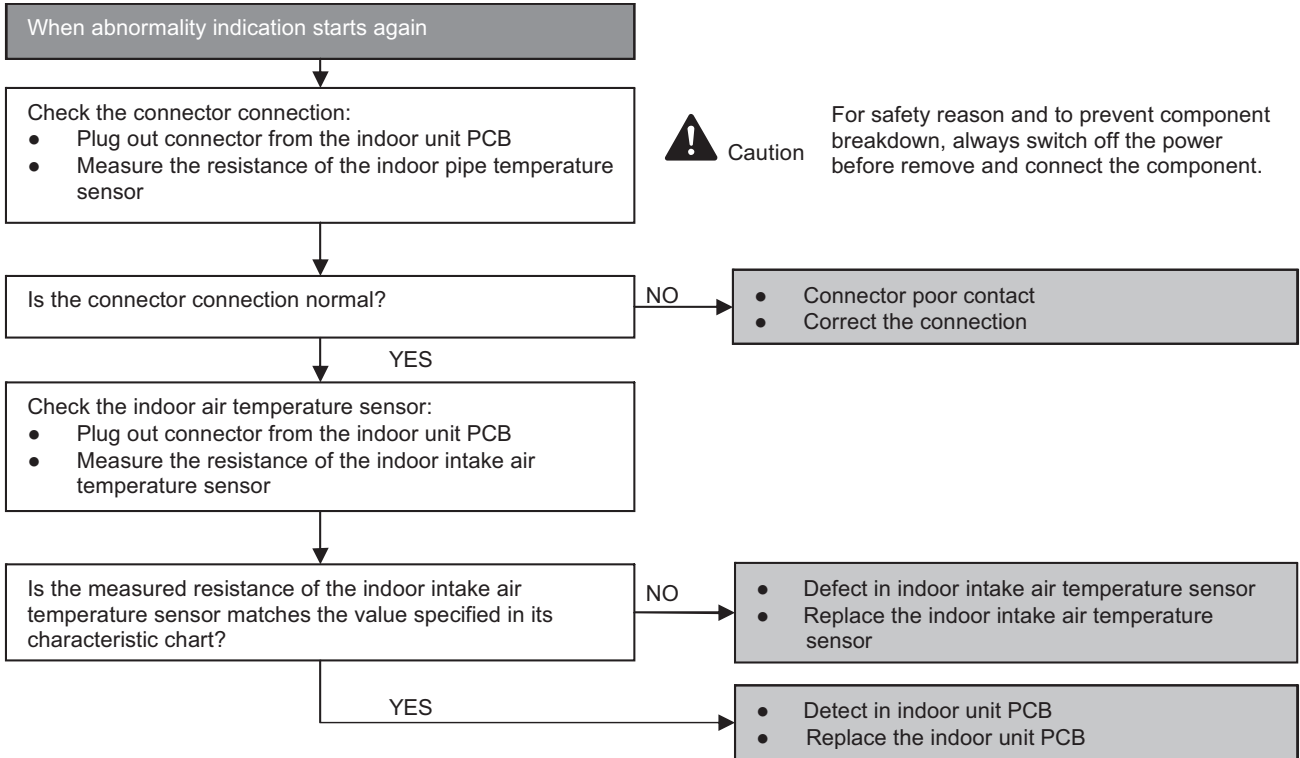 When abnormality indication starts again
Check the connector connection:
● Plug out connector from the indoor unit PCB
● Measure the resistance of the indoor pipe temperature
sensor
Caution
For safety reason and to prevent component
breakdown, always switch off the power
before remove and connect the component.
Is the connector connection normal?
NO
● Connector poor contact
● Correct the connection
YES
Check the indoor air temperature sensor:
● Plug out connector from the indoor unit PCB
● Measure the resistance of the indoor intake air
temperature sensor
Is the measured resistance of the indoor intake air
temperature sensor matches the value specified in its
characteristic chart?
NO
● Defect in indoor intake air temperature sensor
● Replace the indoor intake air temperature
sensor
YES
● Detect in indoor unit PCB
● Replace the indoor unit PCB